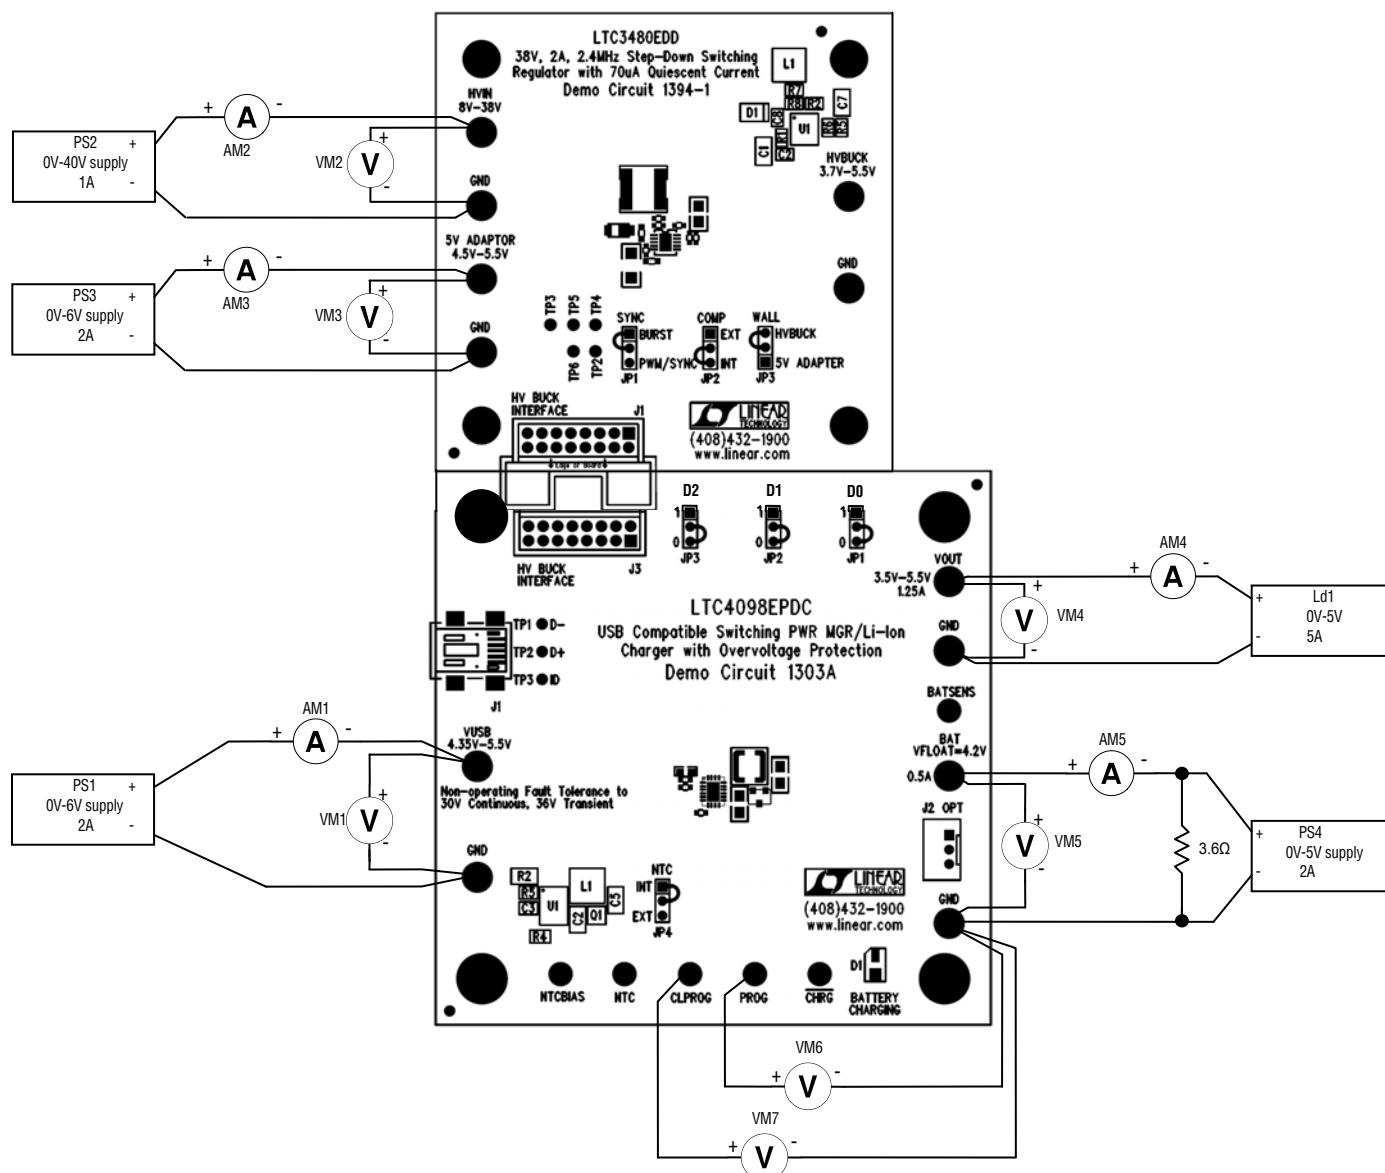 LTC3480EDD
38V, 2A, 2.4MHz Step-Down Switching
Regulator with 70uA Quiescent Current
Demo Circuit 1394-1
HVIN
8V-38V
GND
5V ADAPTOR
4.5V-5.5V
GND
L1
R7
R8 R2
C7
D1
C8
R1
U1
R6
R5
C1
C2
HVBUCK
3.7V-5.5V
GND
PS2
0V-40V supply
1A
+
-
+
A
-
AM2
VM2
+
V
-
PS3
0V-6V supply
2A
+
-
+
A
-
AM3
VM3
+
V
-
TP3
TP5
TP4
TP6
TP2
SYNC
BURST
PWM/SYNC
JP1
COMP
EXT
INT
JP2
WALL
HVBUCK
5V ADAPTER
JP3
HV BUCK
INTERFACE
J1
Edge of Board
LINEAR
TECHNOLOGY
(408)432-1900
www.linear.com
HV BUCK
INTERFACE
J3
D2
1
0
JP3
D1
1
0
JP2
D0
1
0
JP1
VOUT
3.5V-5.5V
1.25A
GND
AM4
+
A
-
+
V
-
VM4
+
-
Ld1
0V-5V
5A
LTC4098EPDC
USB Compatible Switching PWR MGR/Li-Ion
Charger with Overvoltage Protection
Demo Circuit 1303A
TP1 D-
TP2 D+
TP3 ID
J1
BATSENS
BAT
VFLOAT=4.2V
0.5A
J2 OPT
GND
AM1
+
A
-
VUSB
4.35V-5.5V
Non-operating Fault Tolerance to
30V Continuous, 36V Transient
GND
PS1
0V-6V supply
2A
+
-
VM1
+
V
-
AM5
+
A
-
+
V
-
VM5
3.6Ω
+
-
PS4
0V-5V supply
2A
R2
R5
C3
U1
L1
C5
C2
Q1
R4
NTC
INT
EXT
JP4
LINEAR
TECHNOLOGY
(408)432-1900
www.linear.com
NTCBIAS
NTC
CLPROG
PROG
CHRG
D1
BATTERY
CHARGING
VM6
+
V
-
VM7
+
V
-